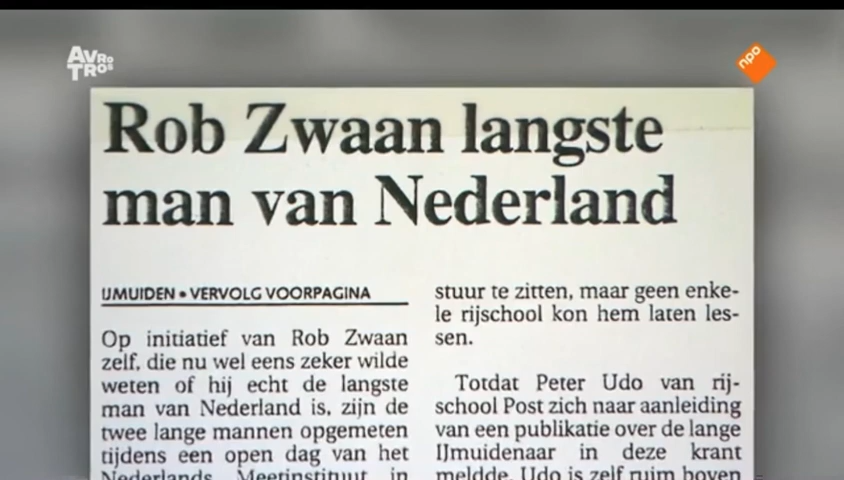 AVRO
TROS
npo
Rob Zwaan langste
man van Nederland
IJMUIDEN • VERVOLG VOORPAGINA
Op initiatief van Rob Zwaan
zelf, die nu wel eens zeker wilde
weten of hij echt de langste
man van Nederland is, zijn de
twee lange mannen opgemeten
tijdens een open dag van het
Nederlands Meetinstituut in
stuur te zitten, maar geen enke-
le rijschool kon hem laten les-
sen.
Totdat Peter Udo van rij-
school Post zich naar aanleiding
van een publikatie over de lange
IJmuidenaar in deze krant
meldde. Udo is zelf ruim boven